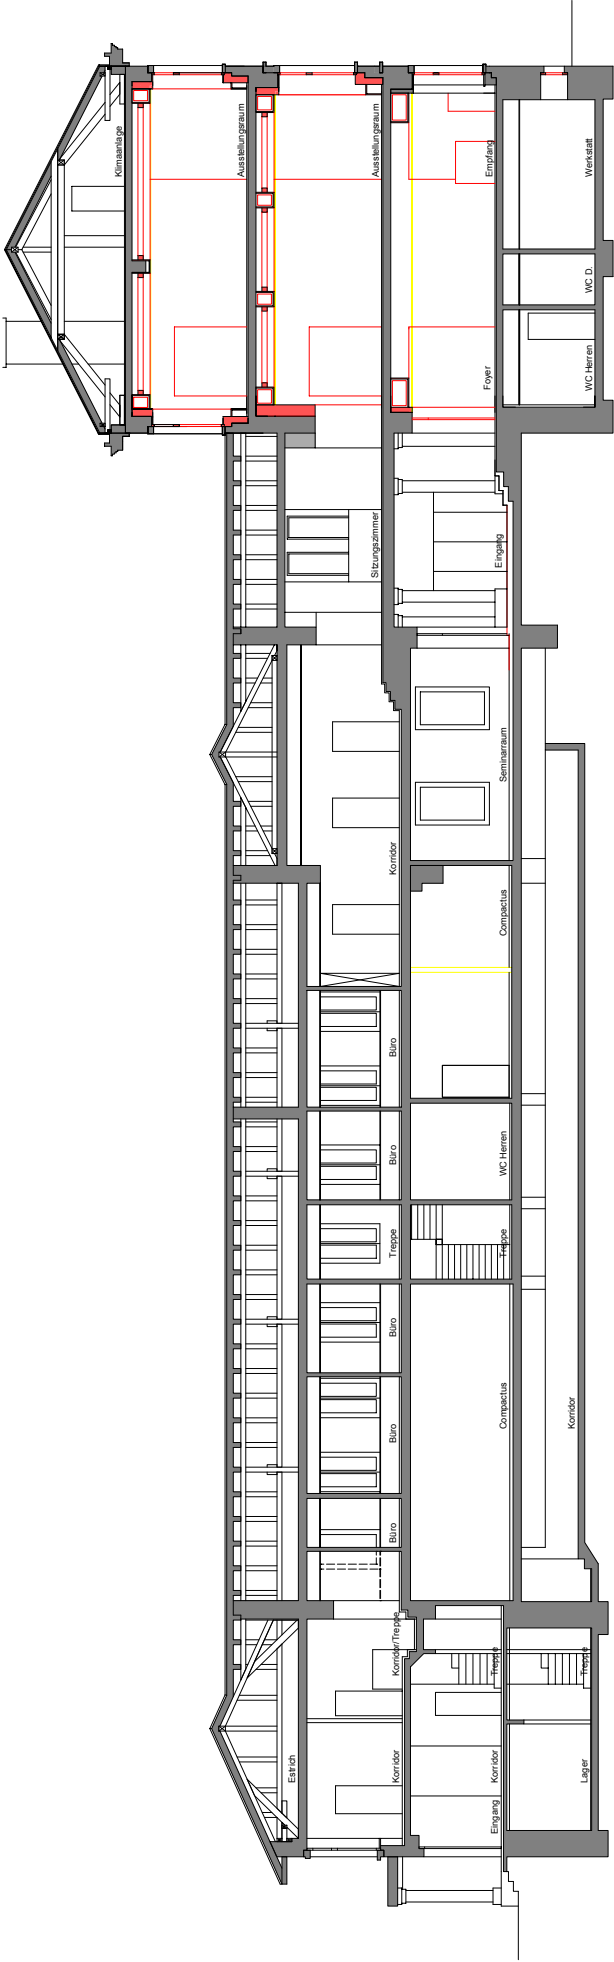 Klimaanlage
Ausstellungsraum
Ausstellungsraum
Empfang
Werkstatt
WC D.
WC Herren
Foyer
Sitzungszimmer
Eingang
Seminarraum
Korridor
Compactus
Büro
Büro
WC Herren
Treppe
Treppe
Büro
Büro
Compactus
Korridor
Büro
Korridor/Treppe
Treppe
Treppe
Estrich
Korridor
Korridor
Eingang
Lager